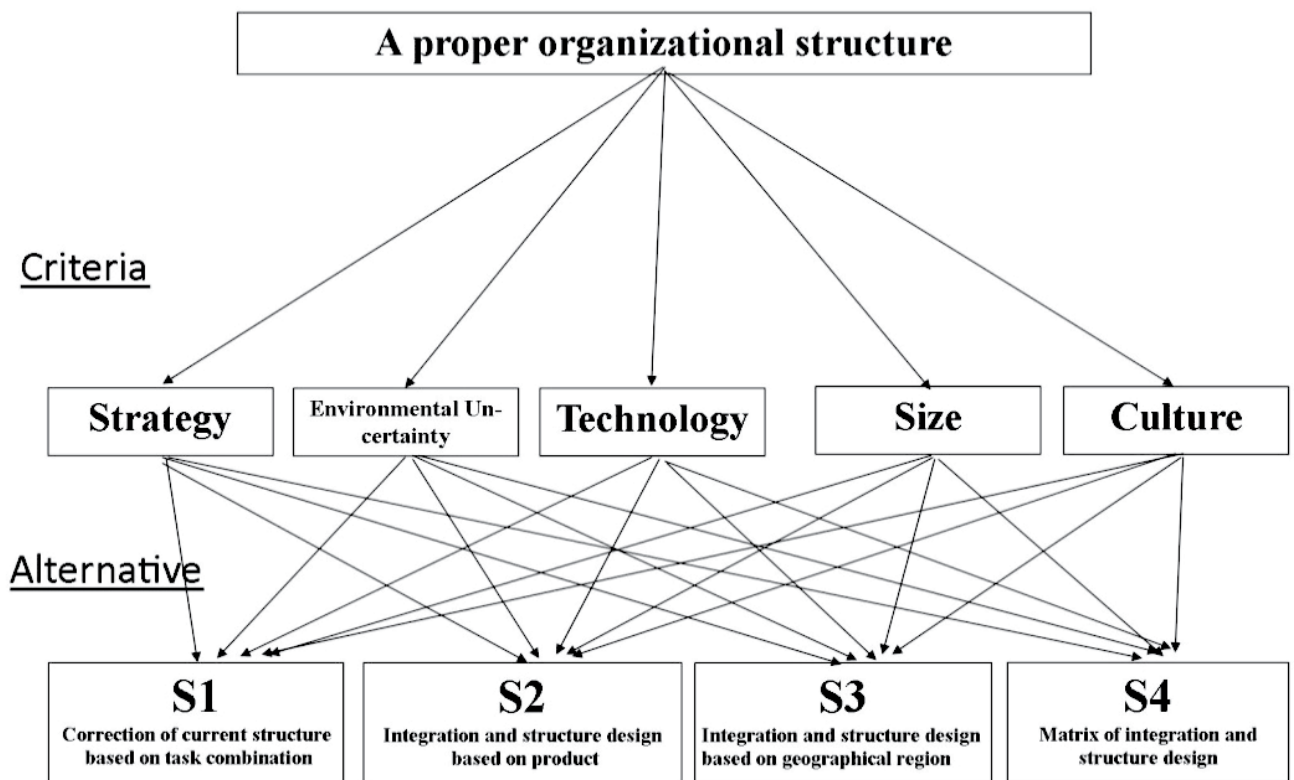 A proper organizational structure
Criteria
Strategy
Environmental Un-
certainty
Technology
Size
Culture
Alternative
S1
Correction of current structure
based on task combination
S2
Integration and structure design
based on product
S3
Integration and structure design
based on geographical region
S4
Matrix of integration and
structure design